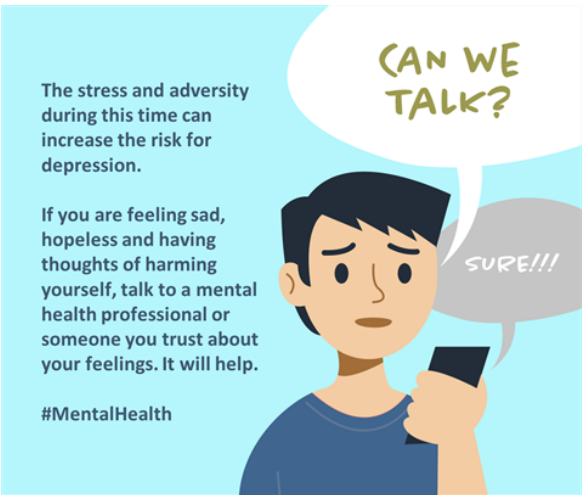 The stress and adversity
during this time can
increase the risk for
depression.
If you are feeling sad,
hopeless and having
thoughts of harming
yourself, talk to a mental
health professional or
someone you trust about
your feelings. It will help.
#MentalHealth
CAN WE
TALK?
SURE!!!